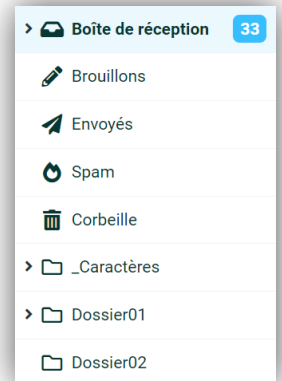 Boîte de réception 33
Brouillons
Envoyés
Spam
Corbeille
_Caractères
Dossier01
Dossier02